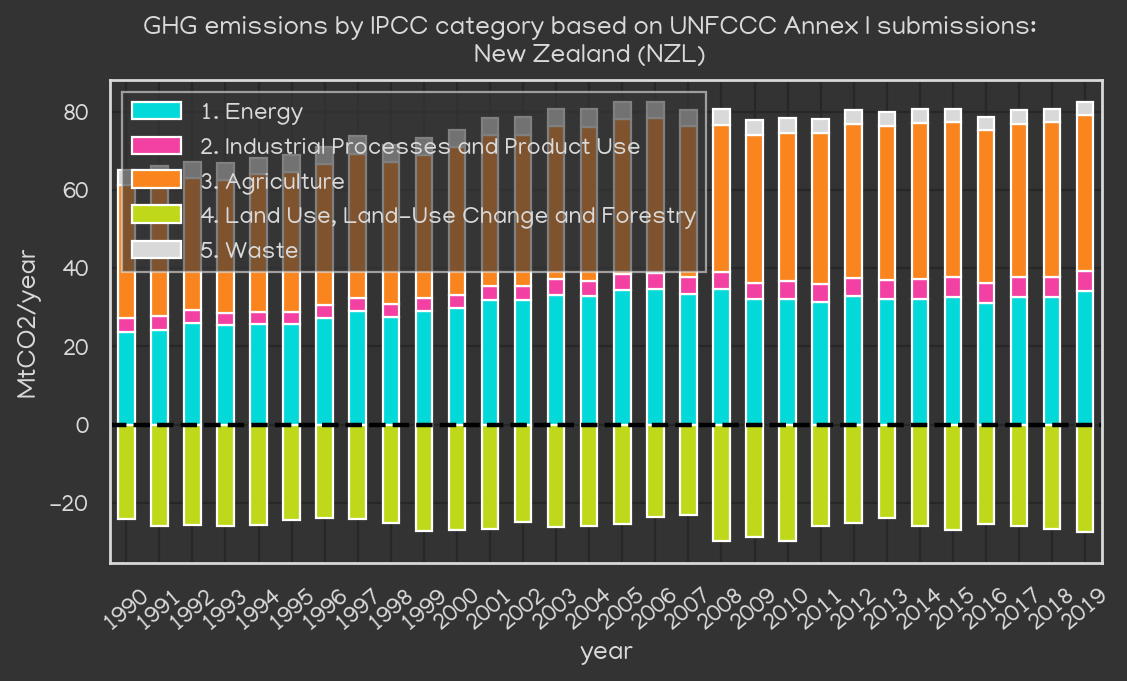 GHG emissions by IPCC category based on UNFCCC Annex I submissions:
New Zealand (NZL)
80
60
40
20
0
−20
MtCO2/year
1. Energy
2. Industrial Processes and Product Use
3. Agriculture
4. Land Use, Land-Use Change and Forestry
5. Waste
1990 1991 1992 1993 1994 1995 1996 1997 1998 1999 2000 2001 2002 2003 2004 2005 2006 2007 2008 2009 2010 2011 2012 2013 2014 2015 2016 2017 2018 2019
year